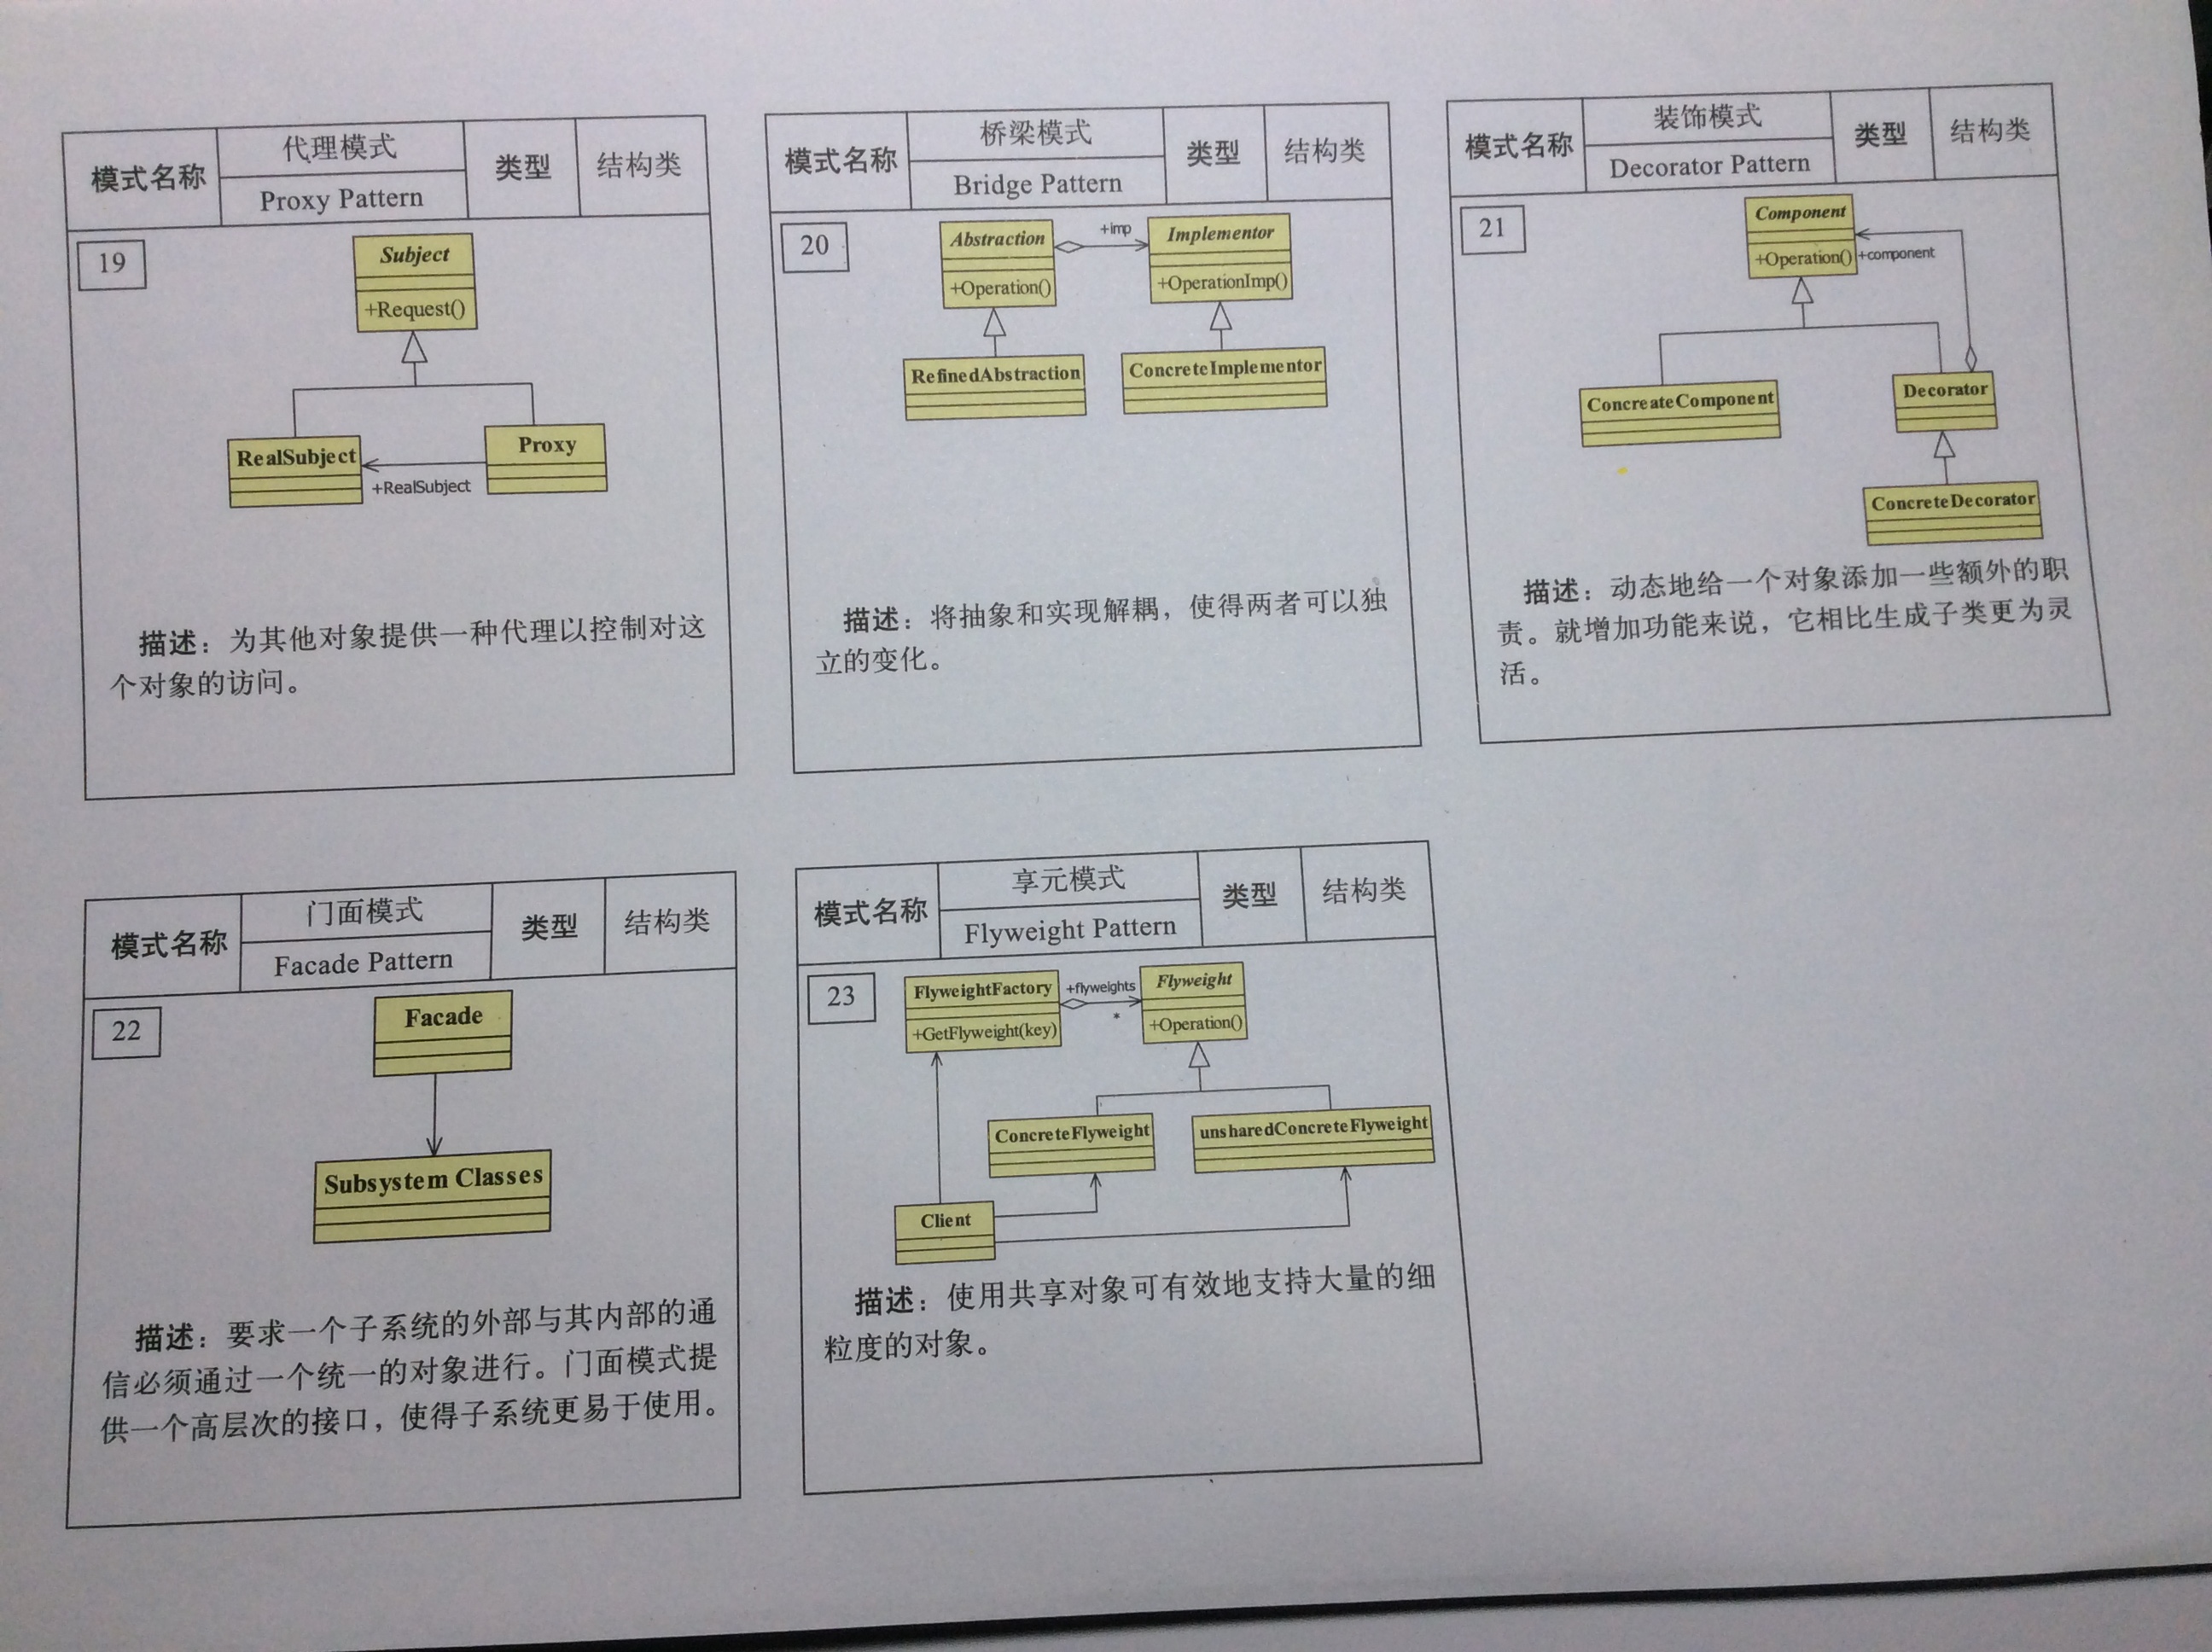 模式名称
代理模式
Proxy Pattern
类型
结构类
19
Subject
+Request()
RealSubject
Proxy
+RealSubject
描述：为其他对象提供一种代理以控制对这
个对象的访问。
模式名称
桥梁模式
Bridge Pattern
类型
结构类
20
Abstraction
+Operation()
+imp
Implementor
+OperationImp()
RefinedAbstraction
ConcreteImplementor
描述：将抽象和实现解耦，使得两者可以独
立的变化。
模式名称
装饰模式
Decorator Pattern
类型
结构类
21
Component
+Operation()
+component
ConcreateComponent
Decorator
ConcreteDecorator
描述：动态地给一个对象添加一些额外的职
责。就增加功能来说，它相比生成子类更为灵
活。
模式名称
门面模式
Facade Pattern
类型
结构类
22
Facade
Subsystem Classes
描述：要求一个子系统的外部与其内部的通
信必须通过一个统一的对象进行。门面模式提
供一个高层次的接口，使得子系统更易于使用。
模式名称
享元模式
Flyweight Pattern
类型
结构类
23
FlyweightFactory
+GetFlyweight(key)
+flyweights
*
Flyweight
+Operation()
ConcreteFlyweight
unsharedConcreteFlyweight
Client
描述：使用共享对象可有效地支持大量的细
粒度的对象。